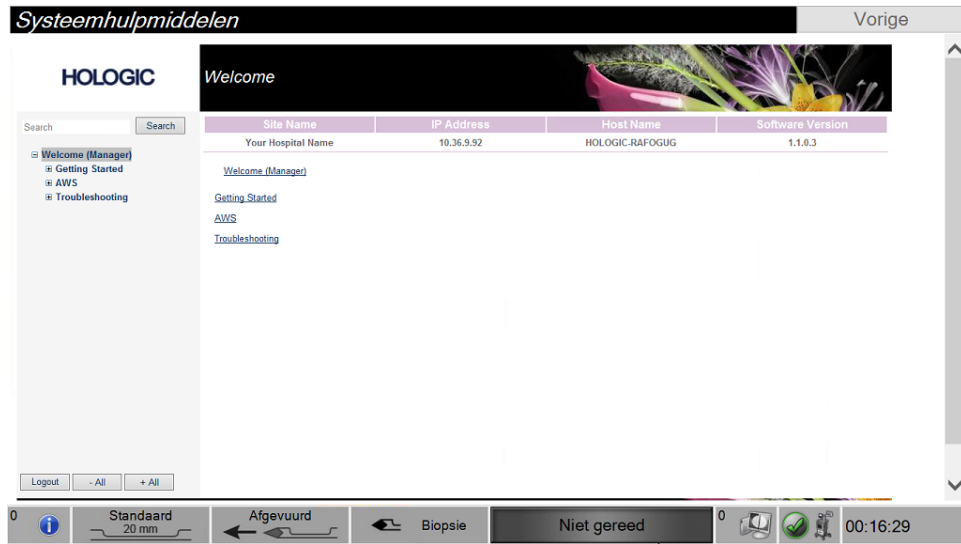 Systeemhulpmiddelen Vorige
HOLOGIC
Welcome
Search Search
Site Name IP Address Host Name Software Version
Your Hospital Name 10.36.9.92 HOLOGIC-RAFOGUG 1.1.0.3
Welcome (Manager)
Getting Started
AWS
Troubleshooting
Welcome (Manager)
Getting Started
AWS
Troubleshooting
Logout - All + All
0 Standaard 20 mm Afgevuurd Biopsie Niet gereed 0 00:16:29